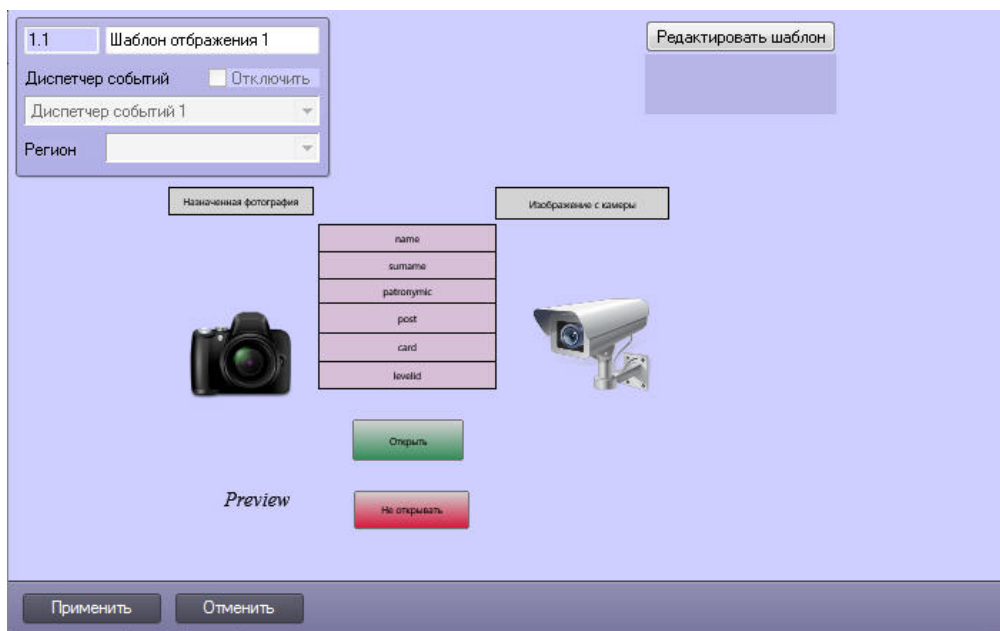 1.1 Шаблон отбражения 1
Редактировать шаблон
Диспетчер событий Отключить
Диспетчер событий 1
Регион
Назначенная фотография
Изображение с камеры
name
surname
patronymic
post
card
levelid
Открыть
Preview
Не открывать
Применить Отменить